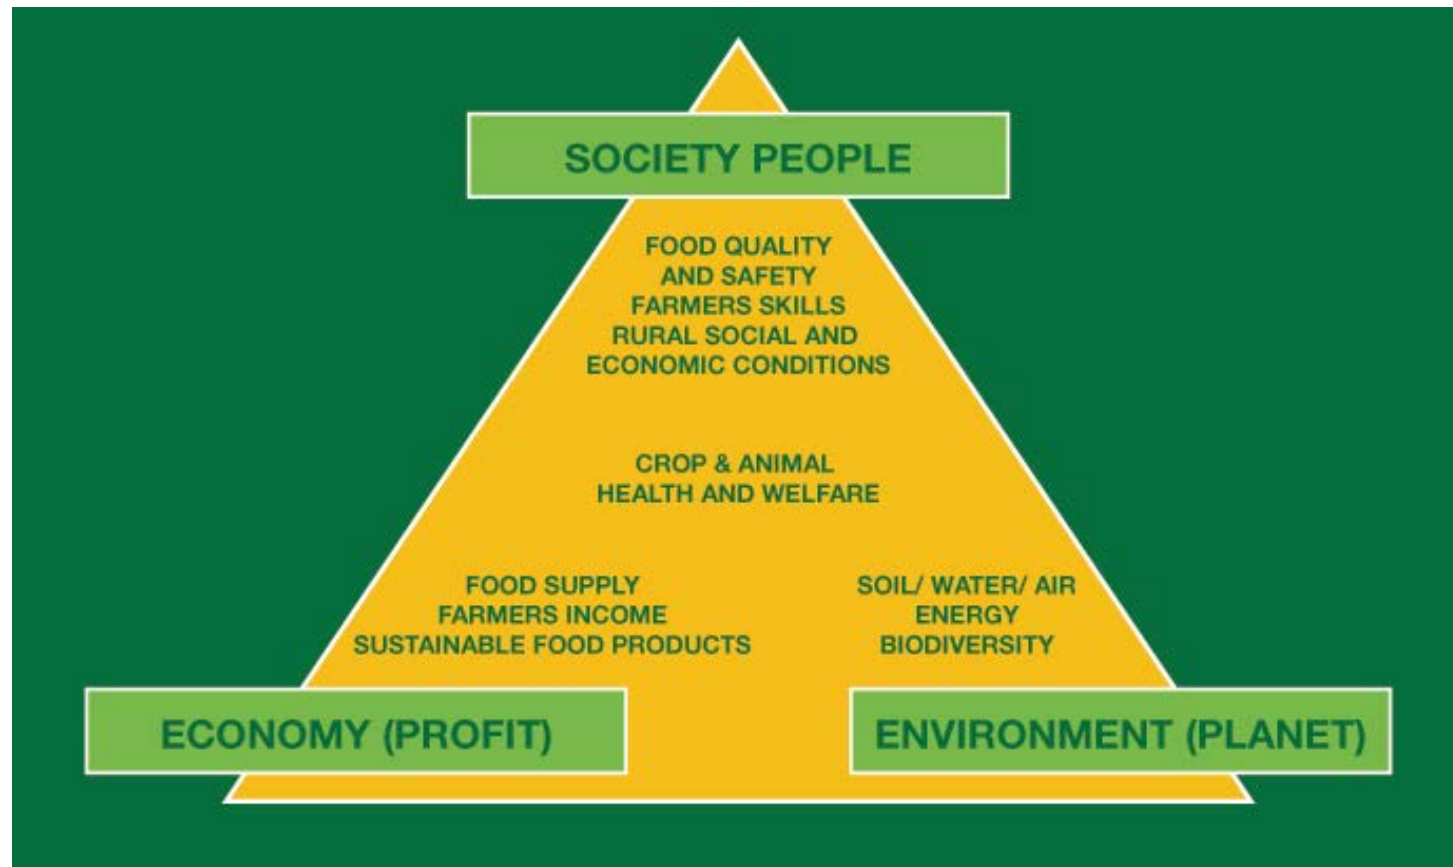 SOCIETY PEOPLE
FOOD QUALITY
AND SAFETY
FARMERS SKILLS
RURAL SOCIAL AND
ECONOMIC CONDITIONS
CROP & ANIMAL
HEALTH AND WELFARE
FOOD SUPPLY
FARMERS INCOME
SUSTAINABLE FOOD PRODUCTS
SOIL/ WATER/ AIR
ENERGY
BIODIVERSITY
ECONOMY (PROFIT)
ENVIRONMENT (PLANET)